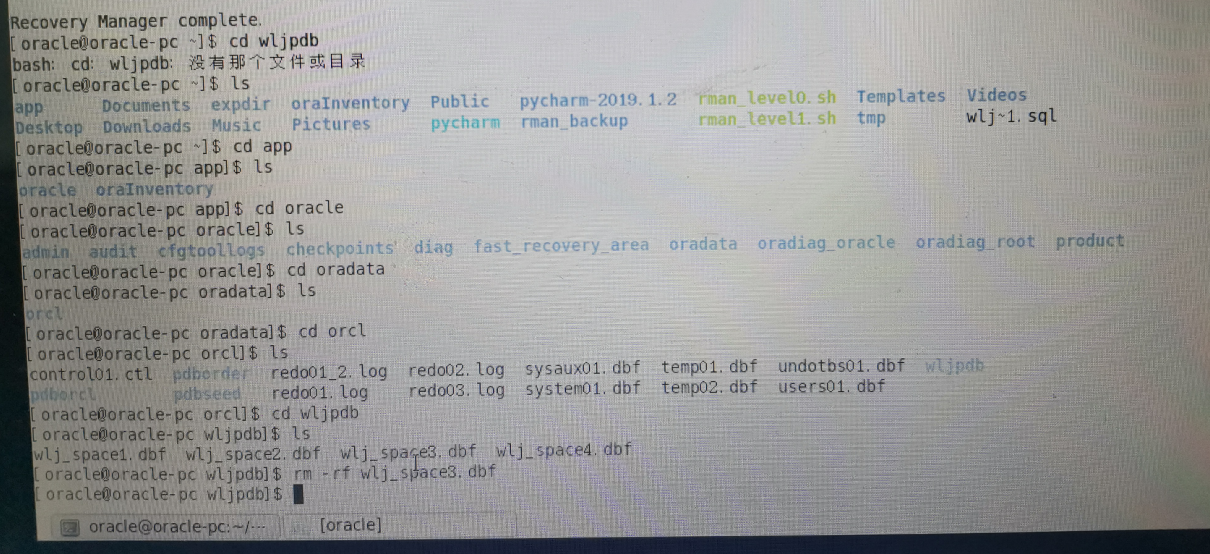 Recovery Manager complete.
[oracle@oracle-pc ~]$ cd wljpdb
bash: cd: wljpdb: 没有那个文件或目录
[oracle@oracle-pc ~]$ ls
app Documents expdir oraInventory Public pycharm-2019.1.2 rman_level0.sh Templates Videos
Desktop Downloads Music Pictures pycharm rman_backup rman_level1.sh tmp wlj~1.sql
[oracle@oracle-pc ~]$ cd app
[oracle@oracle-pc app]$ ls
oracle oraInventory
[oracle@oracle-pc app]$ cd oracle
[oracle@oracle-pc oracle]$ ls
admin audit cfgtoollogs checkpoints diag fast_recovery_area oradata oradiag_oracle oradiag_root product
[oracle@oracle-pc oracle]$ cd oradata
[oracle@oracle-pc oradata]$ ls
orcl
[oracle@oracle-pc oradata]$ cd orcl
[oracle@oracle-pc orcl]$ ls
control01.ctl pdborder redo01_2.log redo02.log sysaux01.dbf temp01.dbf undotbs01.dbf wljpdb
pdborcl pdbseed redo01.log redo03.log system01.dbf temp02.dbf users01.dbf
[oracle@oracle-pc orcl]$ cd wljpdb
[oracle@oracle-pc wljpdb]$ ls
wlj_space1.dbf wlj_space2.dbf wlj_space3.dbf wlj_space4.dbf
[oracle@oracle-pc wljpdb]$ rm -rf wlj_space3.dbf
[oracle@oracle-pc wljpdb]$
oracle@oracle-pc:~/··· [oracle]